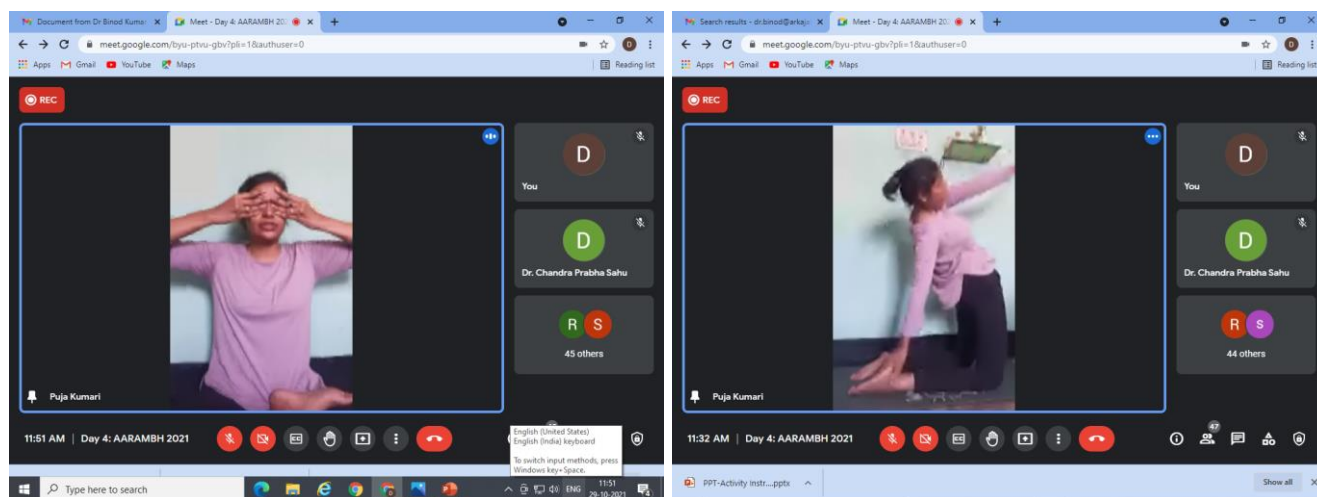 Document from Dr Binod Kumar
Meet - Day 4: AARAMBH 202
meet.google.com/byu-ptvu-gbv?pli=1&authuser=0
Apps Gmail YouTube Maps Reading list
REC
D
You
D
Dr. Chandra Prabha Sahu
R S
45 others
Puja Kumari
11:51 AM | Day 4: AARAMBH 2021
English (United States)
English (India) keyboard
To switch input methods, press
Windows key+Space.
Type here to search
ENG
11:51
29-10-2021
Search results - dr.binod@arkaj
Meet - Day 4: AARAMBH 202
meet.google.com/byu-ptvu-gbv?pli=1&authuser=0
D
Apps Gmail YouTube Maps Reading list
REC
D
You
D
Dr. Chandra Prabha Sahu
R S
44 others
Puja Kumari
11:32 AM | Day 4: AARAMBH 2021
47
PPT-Activity Instr....pptx
Show all